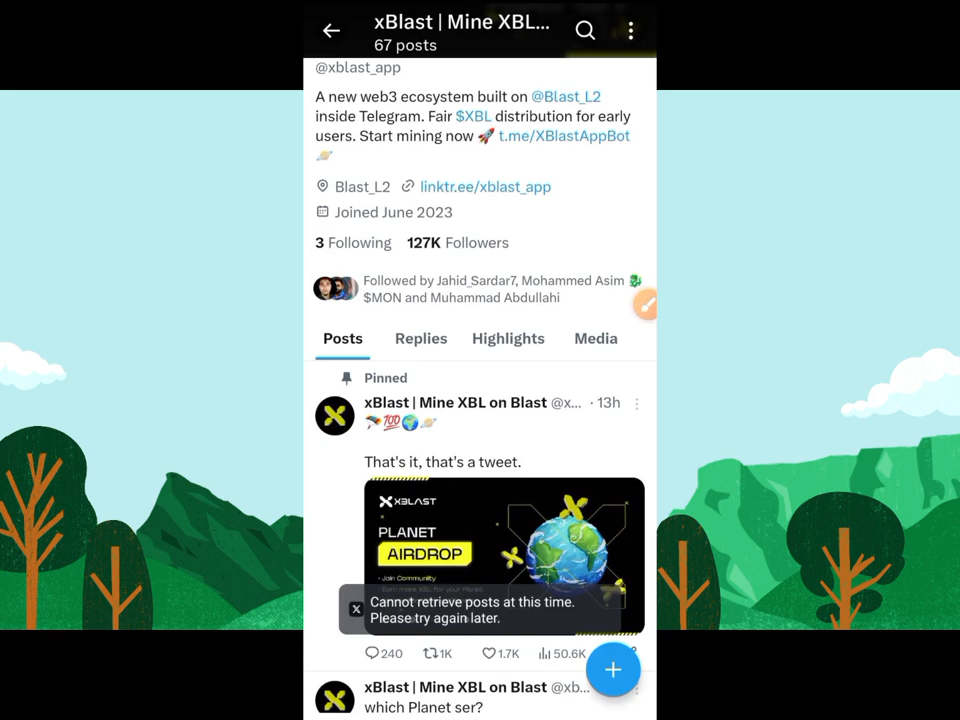 xBlast | Mine XBL...
67 posts
@xblast_app
A new web3 ecosystem built on @Blast_L2
inside Telegram. Fair $XBL distribution for early
users. Start mining now 🚀 t.me/XBlastAppBot
🪐
Blast_L2 linktr.ee/xblast_app
Joined June 2023
3 Following 127K Followers
Followed by Jahid_Sardar7, Mohammed Asim 🐉
$MON and Muhammad Abdullahi
Posts Replies Highlights Media
Pinned
xBlast | Mine XBL on Blast @x... · 13h
🪂💯🌍🪐
That's it, that's a tweet.
XBLAST
PLANET
AIRDROP
• Join Community
Cannot retrieve posts at this time.
Please try again later.
240 1K 1.7K 50.6K
xBlast | Mine XBL on Blast @xb...
which Planet ser?